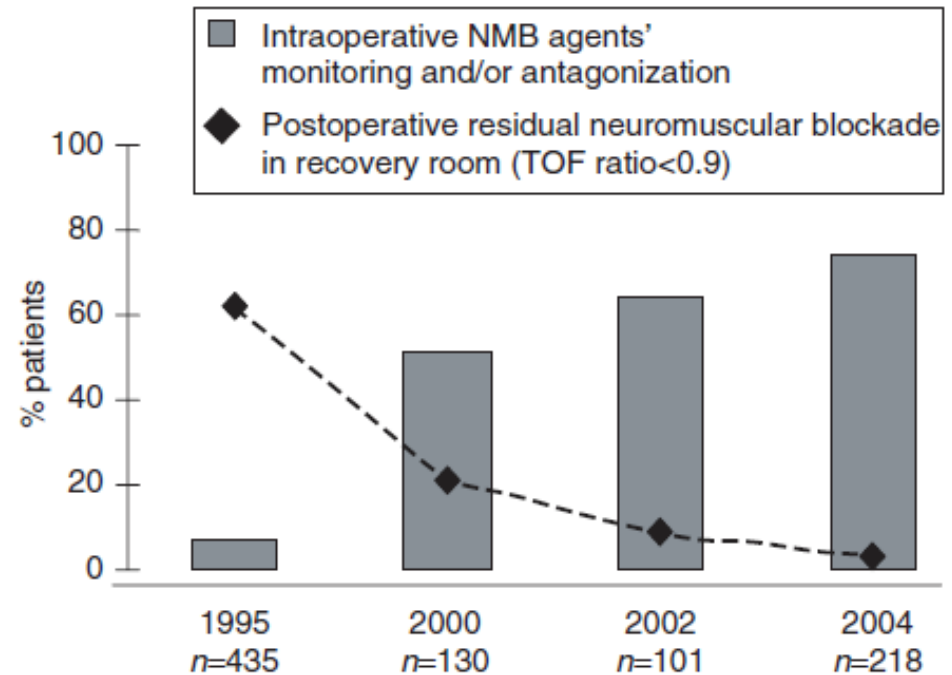 Intraoperative NMB agents'
monitoring and/or antagonization
Postoperative residual neuromuscular blockade
in recovery room (TOF ratio<0.9)
% patients
100
80
60
40
20
0
1995
n=435
2000
n=130
2002
n=101
2004
n=218